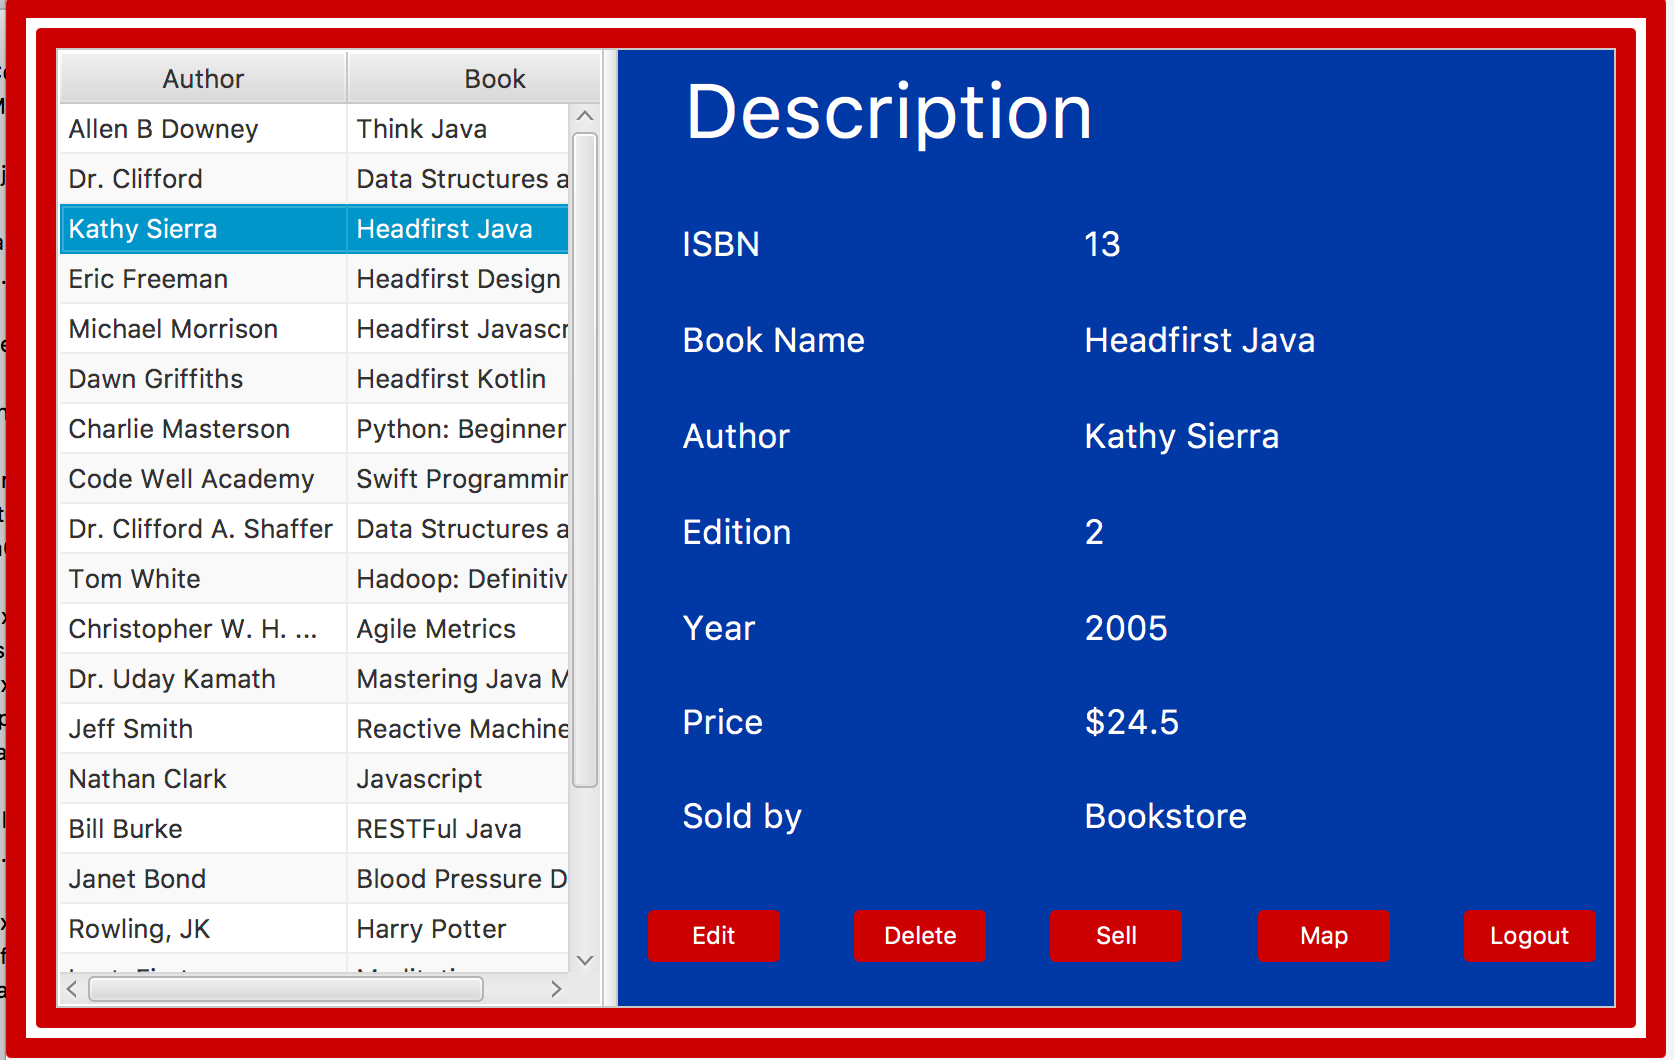 Author Book
Allen B Downey Think Java
Dr. Clifford Data Structures a
Kathy Sierra Headfirst Java
Eric Freeman Headfirst Design
Michael Morrison Headfirst Javascr
Dawn Griffiths Headfirst Kotlin
Charlie Masterson Python: Beginner
Code Well Academy Swift Programmin
Dr. Clifford A. Shaffer Data Structures a
Tom White Hadoop: Definitiv
Christopher W. H. ... Agile Metrics
Dr. Uday Kamath Mastering Java M
Jeff Smith Reactive Machine
Nathan Clark Javascript
Bill Burke RESTFul Java
Janet Bond Blood Pressure D
Rowling, JK Harry Potter
Description
ISBN 13
Book Name Headfirst Java
Author Kathy Sierra
Edition 2
Year 2005
Price $24.5
Sold by Bookstore
Edit Delete Sell Map Logout